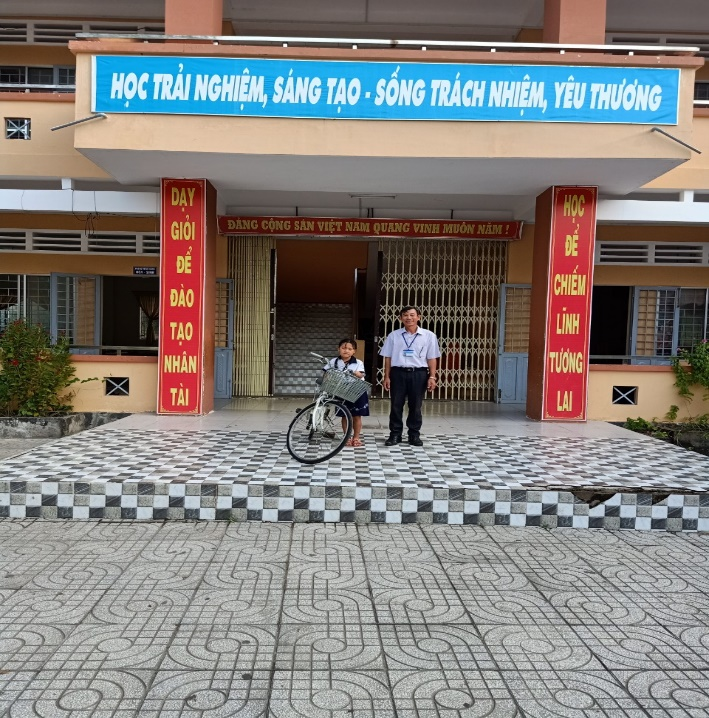 HỌC TRẢI NGHIỆM, SÁNG TẠO - SỐNG TRÁCH NHIỆM, YÊU THƯƠNG
ĐẢNG CỘNG SẢN VIỆT NAM QUANG VINH MUÔN NĂM !
DẠY
GIỎI
ĐỂ
ĐÀO
TẠO
NHÂN
TÀI
HỌC
ĐỂ
CHIẾM
LĨNH
TƯƠNG
LAI